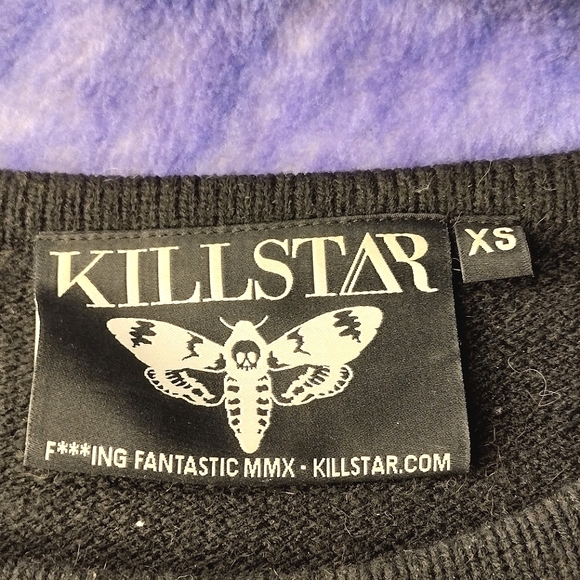 KILLSTAR
XS
F***ING FANTASTIC MMX - KILLSTAR.COM